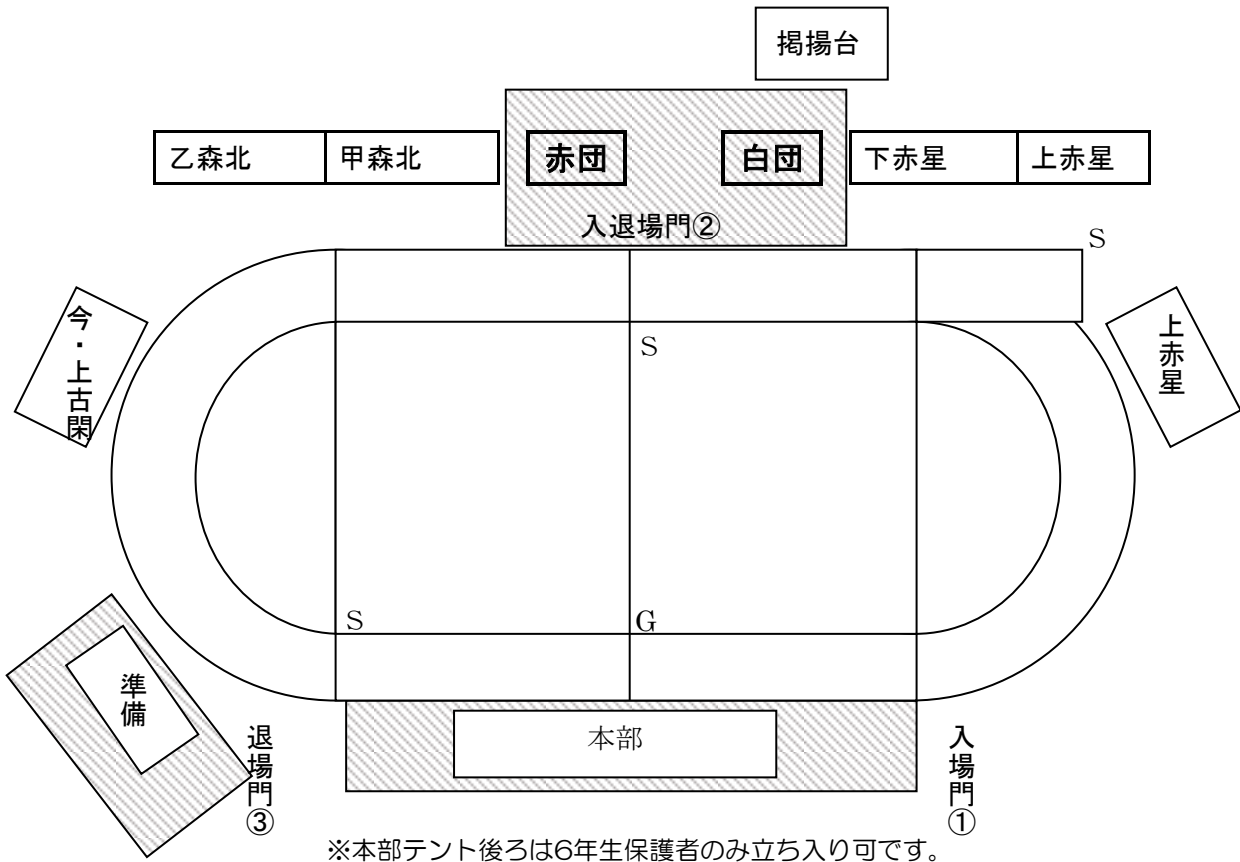 掲揚台
乙森北
甲森北
赤団
白団
下赤星
上赤星
入退場門②
S
今・上古閑
S
上赤星
S
G
準備
退場門③
本部
入場門①
※本部テント後ろは6年生保護者のみ立ち入り可です。